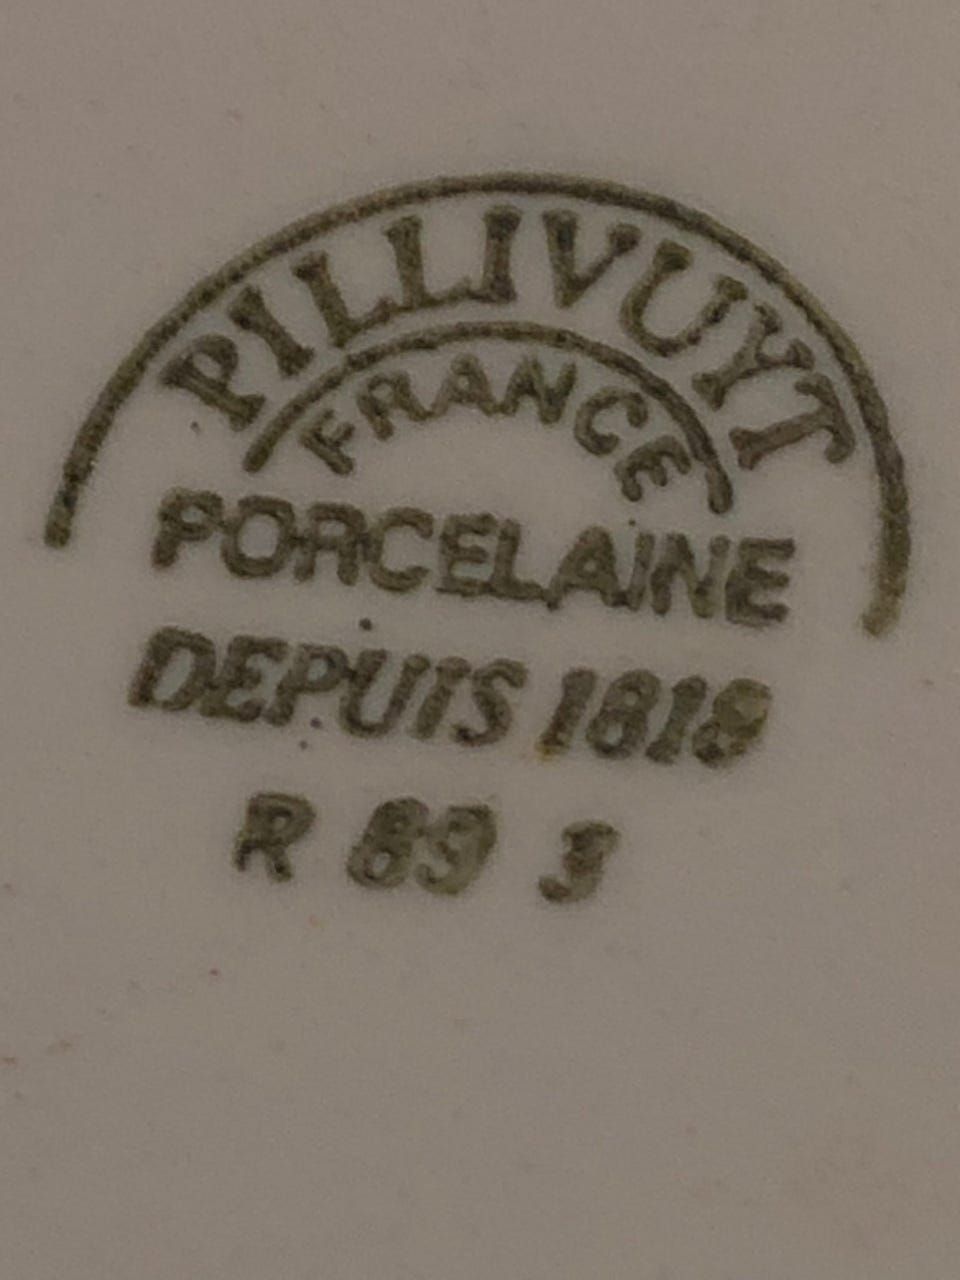 PILLIVUYT
FRANCE
PORCELAINE
DEPUIS 1818
R 89 3